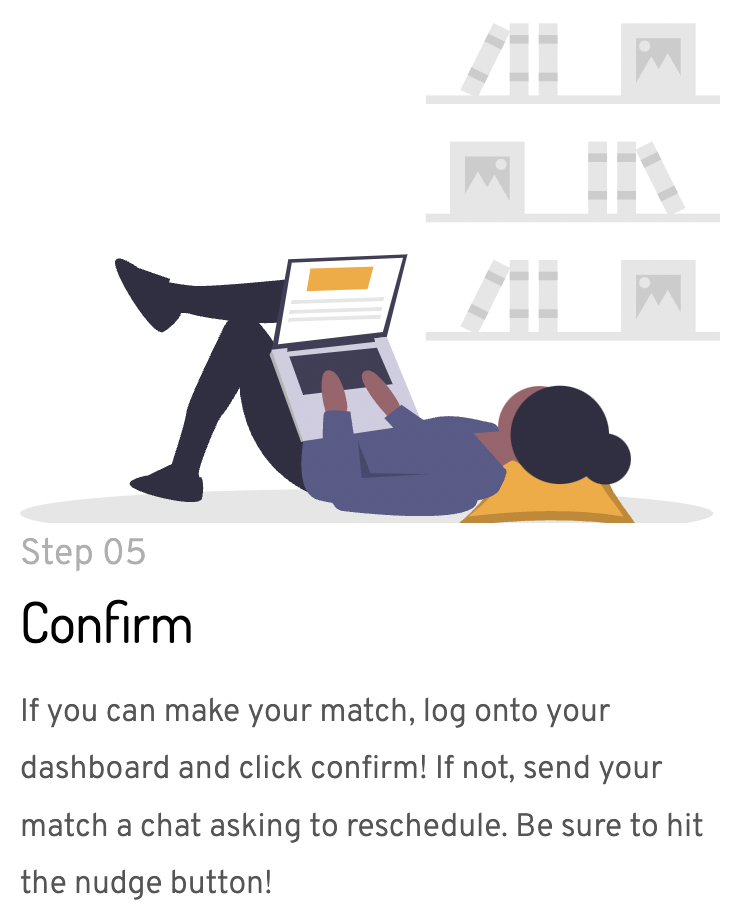 Step 05
Confirm
If you can make your match, log onto your
dashboard and click confirm! If not, send your
match a chat asking to reschedule. Be sure to hit
the nudge button!